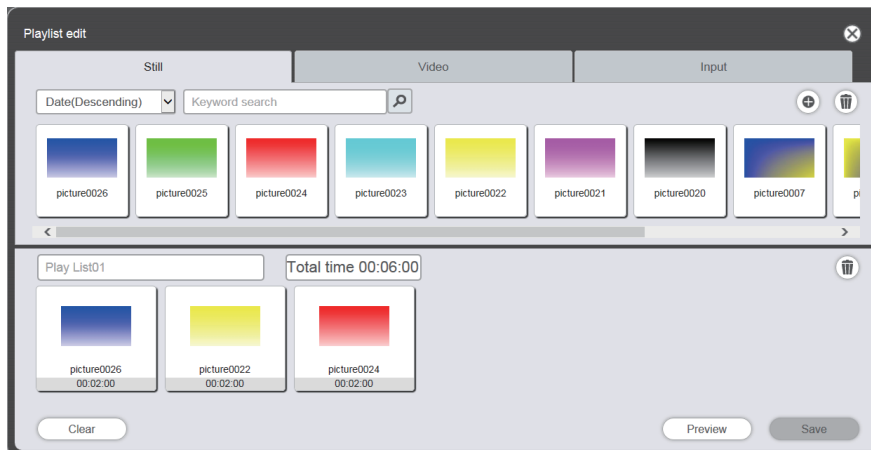 Playlist edit
Still
Video
Input
Date(Descending)
Keyword search
picture0026
picture0025
picture0024
picture0023
picture0022
picture0021
picture0020
picture0007
Play List01
Total time 00:06:00
picture0026
picture0022
picture0024
00:02:00
00:02:00
00:02:00
Clear
Preview
Save